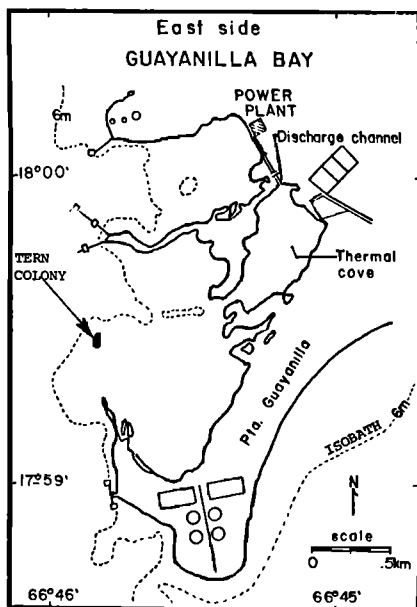 East side
GUAYANILLA BAY
POWER
PLANT
6m
Discharge channel
18°00'
Thermal
cove
TERN
COLONY
Pta. Guayanilla
6m
ISOBATH
17°59'
N
scale
0 .5km
66°46'
66°45'